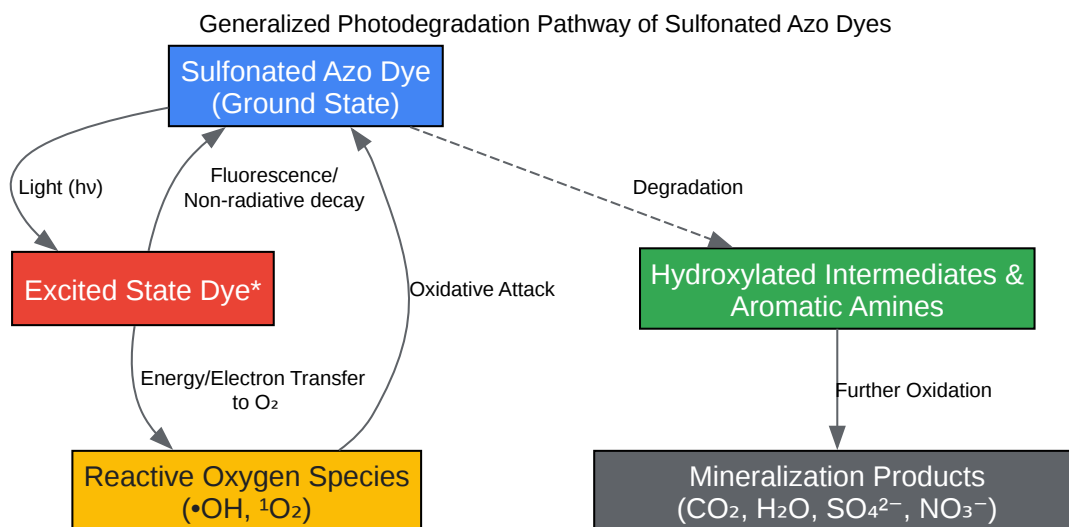 Generalized Photodegradation Pathway of Sulfonated Azo Dyes
Sulfonated Azo Dye
(Ground State)
Light (hν)
Fluorescence/
Non-radiative decay
Degradation
Excited State Dye*
Oxidative Attack
Hydroxylated Intermediates &
Aromatic Amines
Energy/Electron Transfer
to O₂
Further Oxidation
Reactive Oxygen Species
(•OH, ¹O₂)
Mineralization Products
(CO₂, H₂O, SO₄²⁻, NO₃⁻)